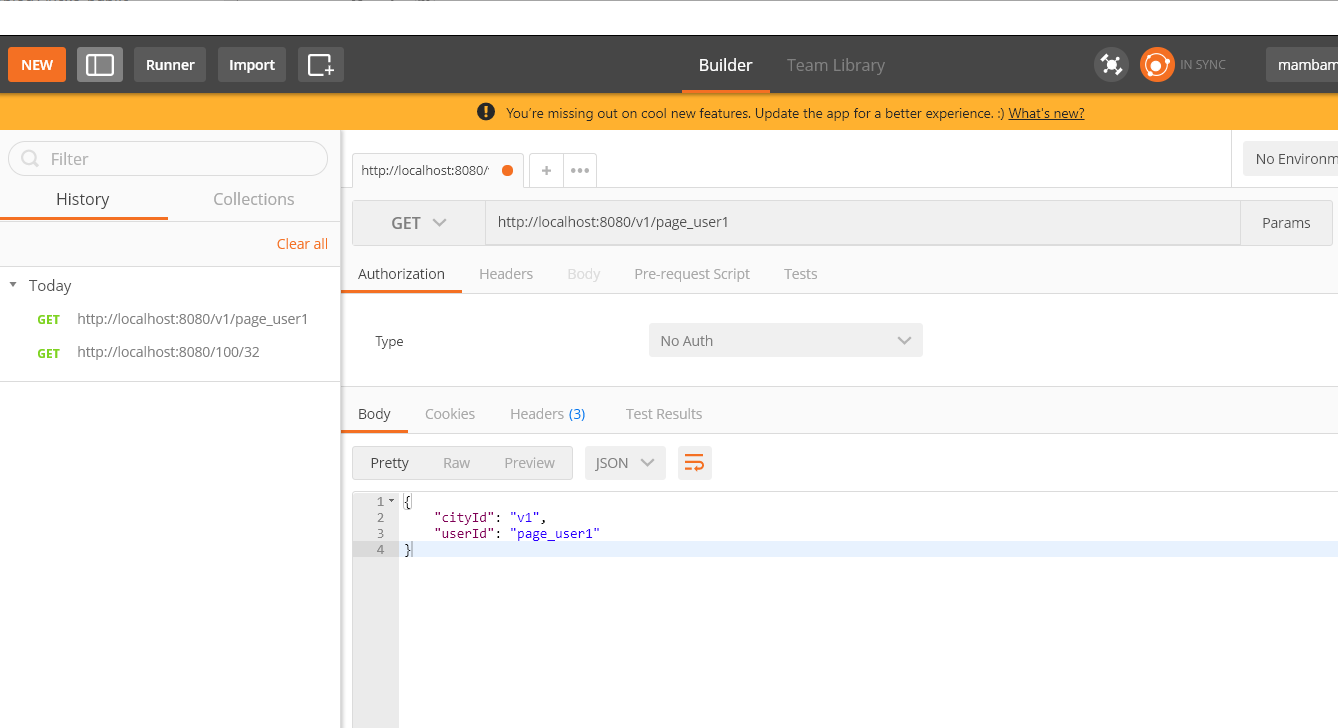 NEW Runner Import Builder Team Library IN SYNC mambam
You're missing out on cool new features. Update the app for a better experience. :) What's new?
Filter
History Collections
Clear all
Today
GET http://localhost:8080/v1/page_user1
GET http://localhost:8080/100/32
http://localhost:8080/ + ••• No Environm
GET http://localhost:8080/v1/page_user1 Params
Authorization Headers Body Pre-request Script Tests
Type No Auth
Body Cookies Headers (3) Test Results
Pretty Raw Preview JSON
1 {
2 "cityId": "v1",
3 "userId": "page_user1"
4 }